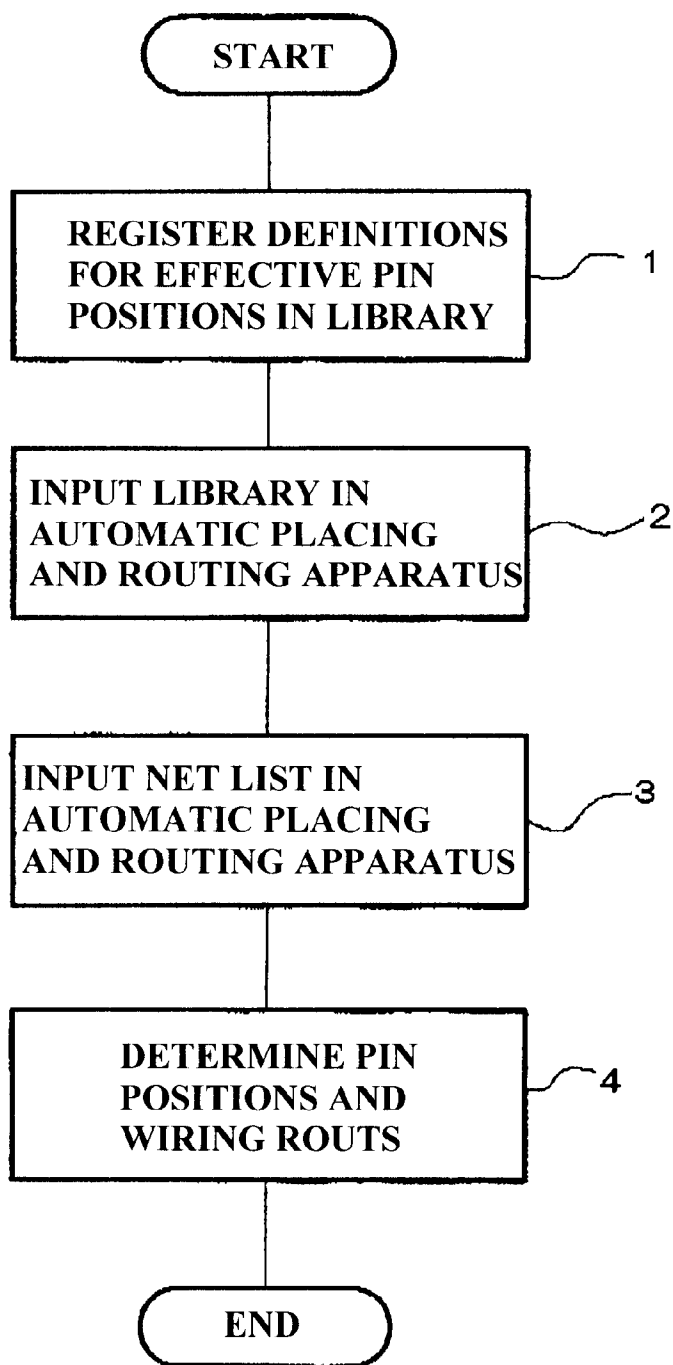 START
REGISTER DEFINITIONS
FOR EFFECTIVE PIN
POSITIONS IN LIBRARY
1
INPUT LIBRARY IN
AUTOMATIC PLACING
AND ROUTING APPARATUS
2
INPUT NET LIST IN
AUTOMATIC PLACING
AND ROUTING APPARATUS
3
DETERMINE PIN
POSITIONS AND
WIRING ROUTS
4
END